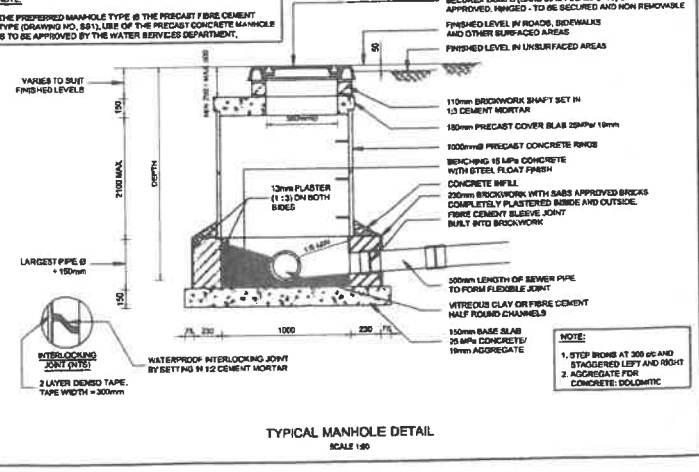 THE PREFERRED MANHOLE TYPE IS THE PRECAST FIBRE CEMENT
TYPE (DRAWING NO. SS1), USE OF THE PRECAST CONCRETE MANHOLE
IS TO BE APPROVED BY THE WATER SERVICES DEPARTMENT.
APPROVED, HINGED - TO BE SECURED AND NON REMOVABLE
FINISHED LEVEL IN ROADS, SIDEWALKS
AND OTHER SURFACED AREAS
50
FINISHED LEVEL IN UNSURFACED AREAS
VARIES TO SUIT
FINISHED LEVELS
150
110mm BRICKWORK SHAFT SET IN
1:3 CEMENT MORTAR
PRECAST COVER SLAB 25MPa/ 19mm
1000mmØ PRECAST CONCRETE RINGS
BENCHING 15 MPa CONCRETE
WITH STEEL FLOAT FINISH
2100 MAX.
DEPTH
13mm PLASTER
(1 : 3) ON BOTH
SIDES
CONCRETE INFILL
230mm BRICKWORK WITH SABS APPROVED BRICKS
COMPLETELY PLASTERED INSIDE AND OUTSIDE.
FIBRE CEMENT SLEEVE JOINT
BUILT INTO BRICKWORK
LARGEST PIPE Ø
+ 150mm
500mm LENGTH OF SEWER PIPE
TO FORM FLEXIBLE JOINT
150
VITREOUS CLAY OR FIBRE CEMENT
HALF ROUND CHANNELS
75
230
1000
230
75
150mm BASE SLAB
25 MPa CONCRETE/
19mm AGGREGATE
INTERLOCKING
JOINT (NTS)
WATERPROOF INTERLOCKING JOINT
BY SETTING IN 1:2 CEMENT MORTAR
2 LAYER DENSO TAPE.
TAPE WIDTH = 300mm
NOTE:
1. STEP IRONS AT 300 c/c AND
STAGGERED LEFT AND RIGHT
2. AGGREGATE FOR
CONCRETE: DOLOMITIC
TYPICAL MANHOLE DETAIL
SCALE